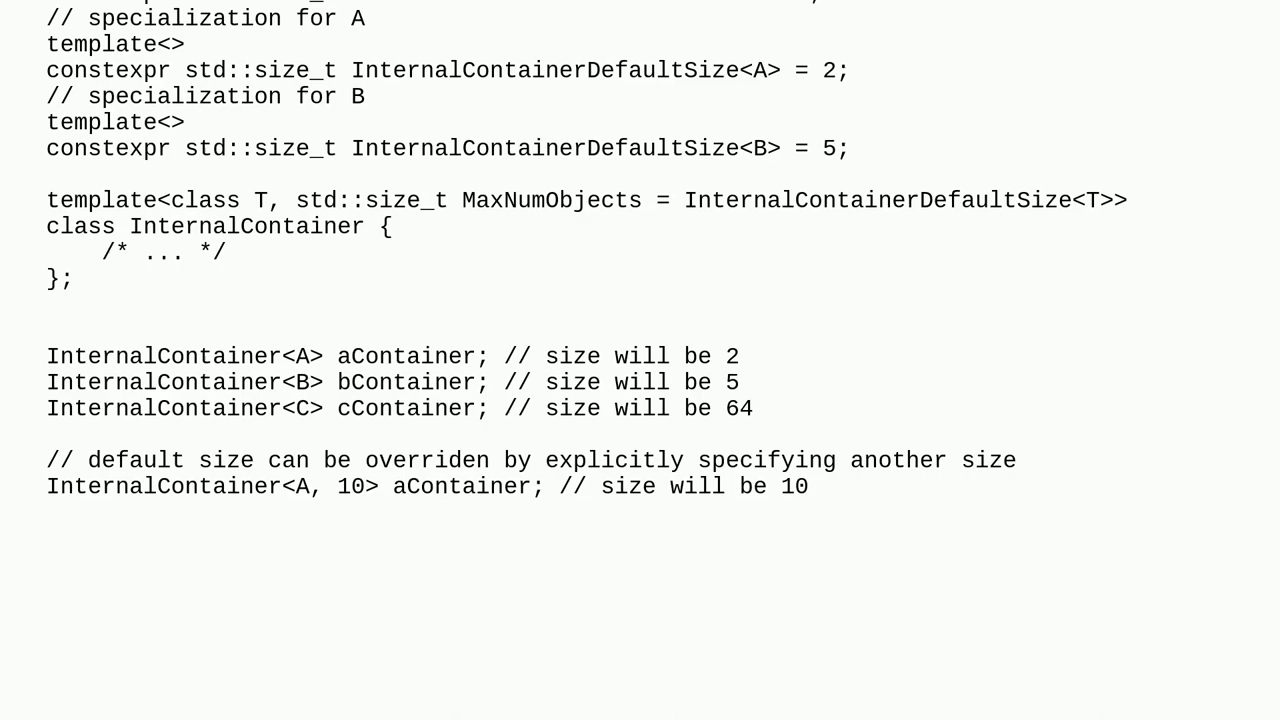 // specialization for A
template<>
constexpr std::size_t InternalContainerDefaultSize<A> = 2;
// specialization for B
template<>
constexpr std::size_t InternalContainerDefaultSize<B> = 5;
template<class T, std::size_t MaxNumObjects = InternalContainerDefaultSize<T>>
class InternalContainer {
    /* ... */
};
InternalContainer<A> aContainer; // size will be 2
InternalContainer<B> bContainer; // size will be 5
InternalContainer<C> cContainer; // size will be 64
// default size can be overriden by explicitly specifying another size
InternalContainer<A, 10> aContainer; // size will be 10